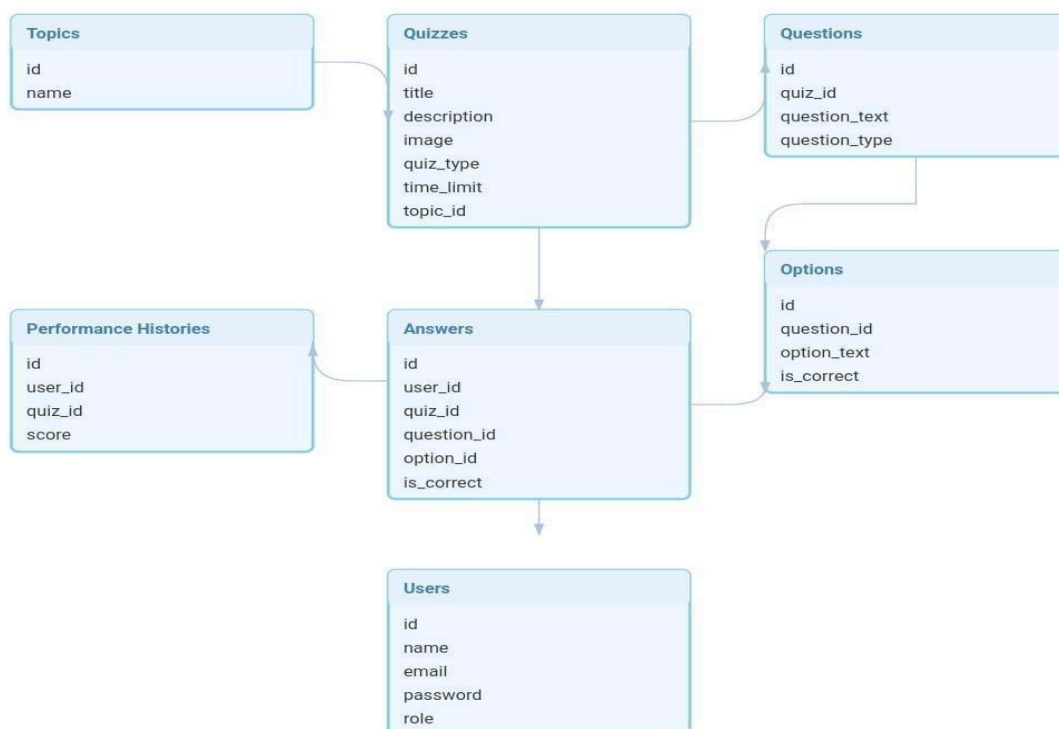 Topics
id
name
Quizzes
id
title
description
image
quiz_type
time_limit
topic_id
Questions
id
quiz_id
question_text
question_type
Options
id
question_id
option_text
is_correct
Performance Histories
id
user_id
quiz_id
score
Answers
id
user_id
quiz_id
question_id
option_id
is_correct
Users
id
name
email
password
role